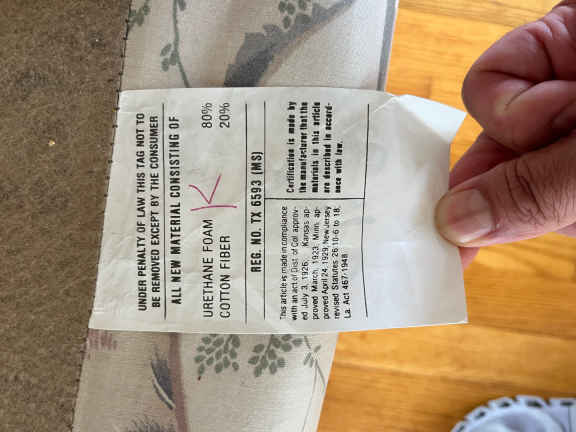 UNDER PENALTY OF LAW THIS TAG NOT TO
BE REMOVED EXCEPT BY THE CONSUMER
ALL NEW MATERIAL CONSISTING OF
K
URETHANE FOAM 80%
COTTON FIBER 20%
REG. NO. TX 6593 (MS)
This article is made in compliance
with an act of Dist. of Col. approv-
ed July 3, 1926; Kansas ap-
proved March, 1923; Minn. ap-
proved April 24, 1929; New Jersey
revised Statutes 26:10-6 to 18;
La. Act 467-1948.
Certification is made by
the manufacturer that the
materials in this article
are described in accord-
ance with law.